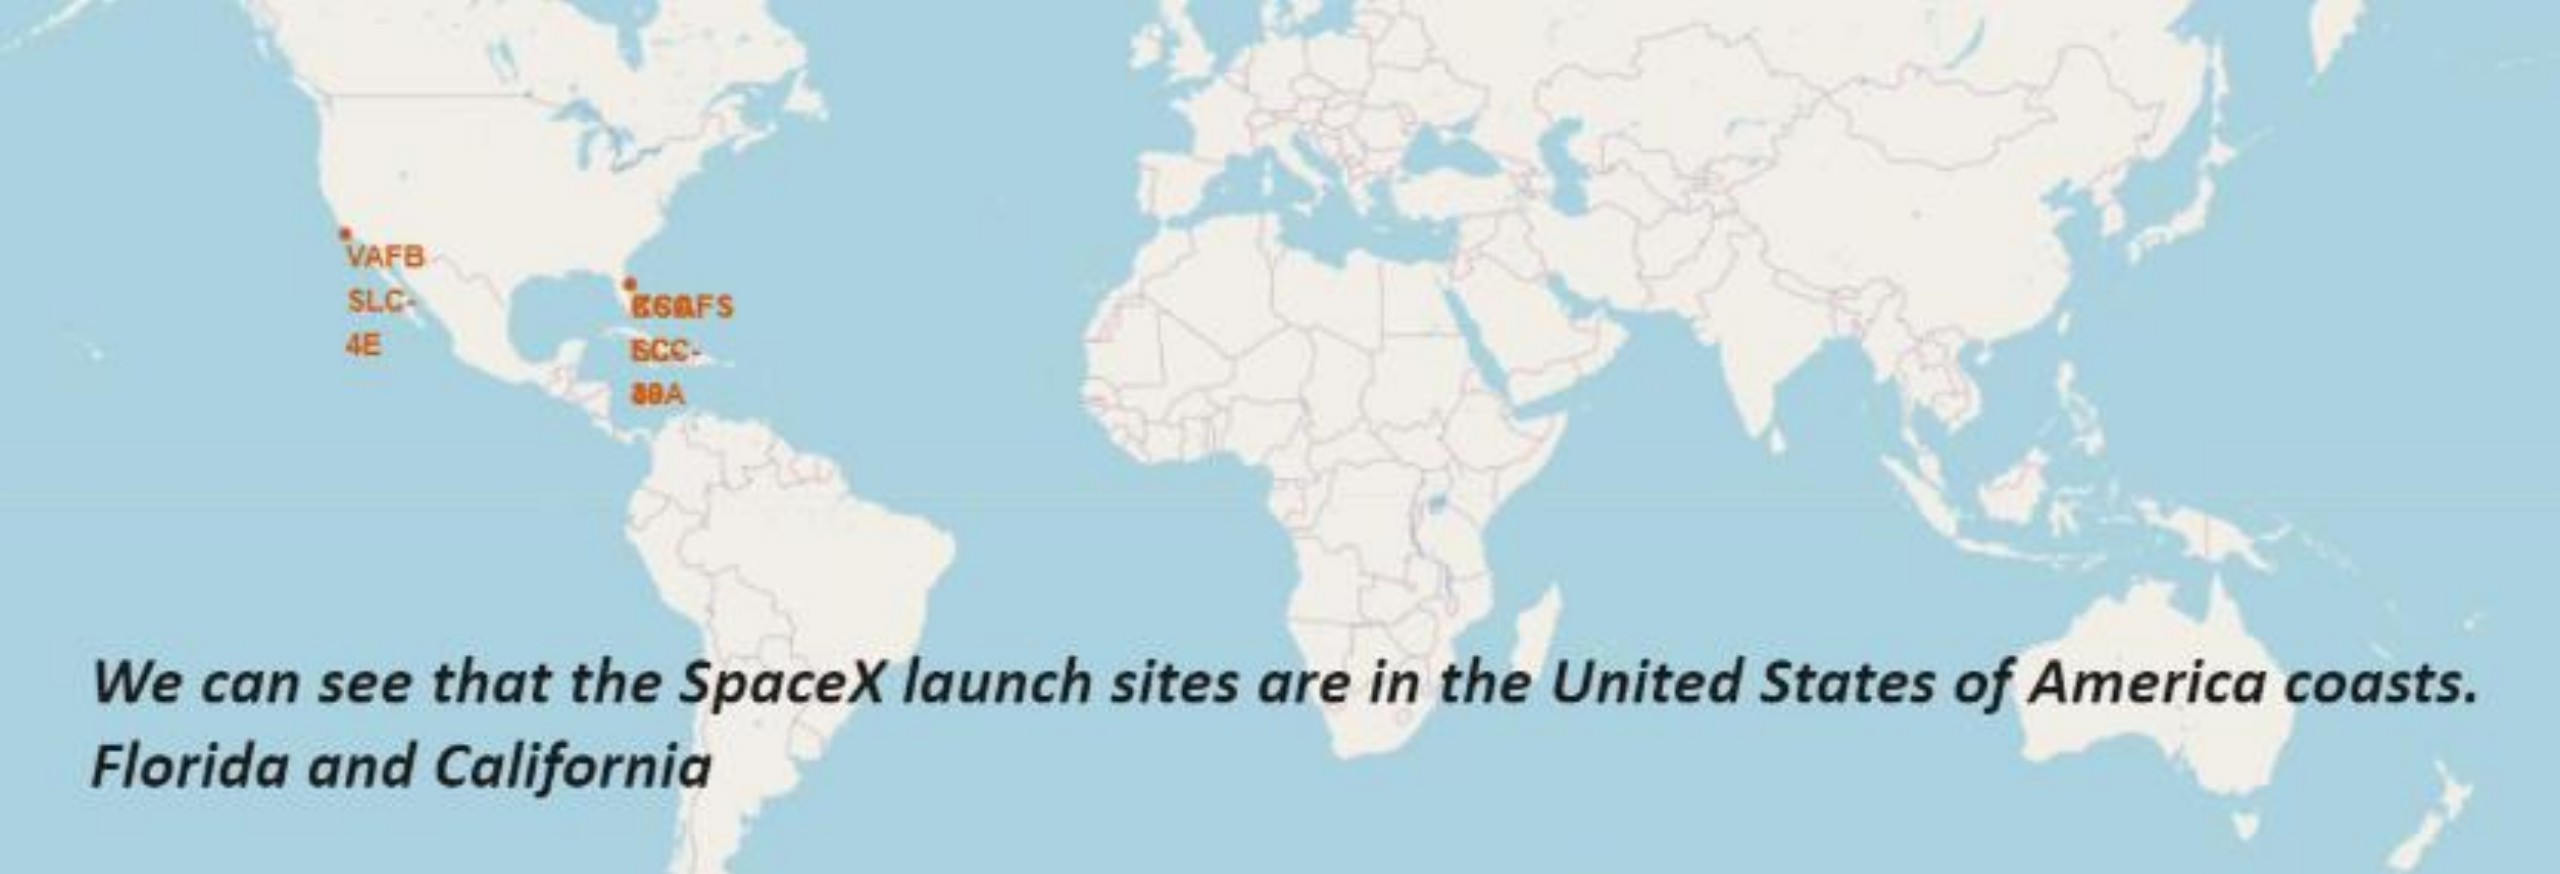 VAFB
SLC-
4E
We can see that the SpaceX launch sites are in the United States of America coasts.
Florida and California